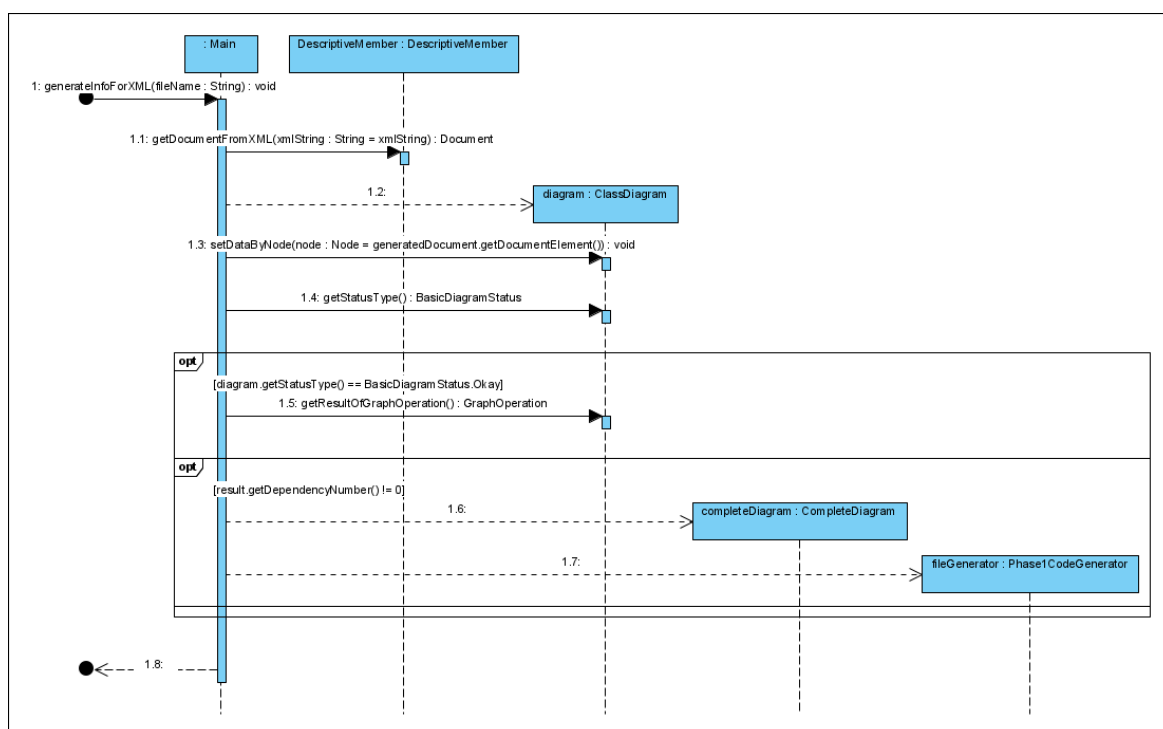 : Main
DescriptiveMember : DescriptiveMember
1: generateInfoForXML(fileName : String) : void
1.1: getDocumentFromXML(xmlString : String = xmlString) : Document
1.2:
diagram : ClassDiagram
1.3: setDataByNode(node : Node = generatedDocument.getDocumentElement()) : void
1.4: getStatusType() : BasicDiagramStatus
opt
[diagram.getStatusType() == BasicDiagramStatus.Okay]
1.5: getResultOfGraphOperation() : GraphOperation
opt
[result.getDependencyNumber() != 0]
1.6:
completeDiagram : CompleteDiagram
1.7:
fileGenerator : Phase1CodeGenerator
1.8: